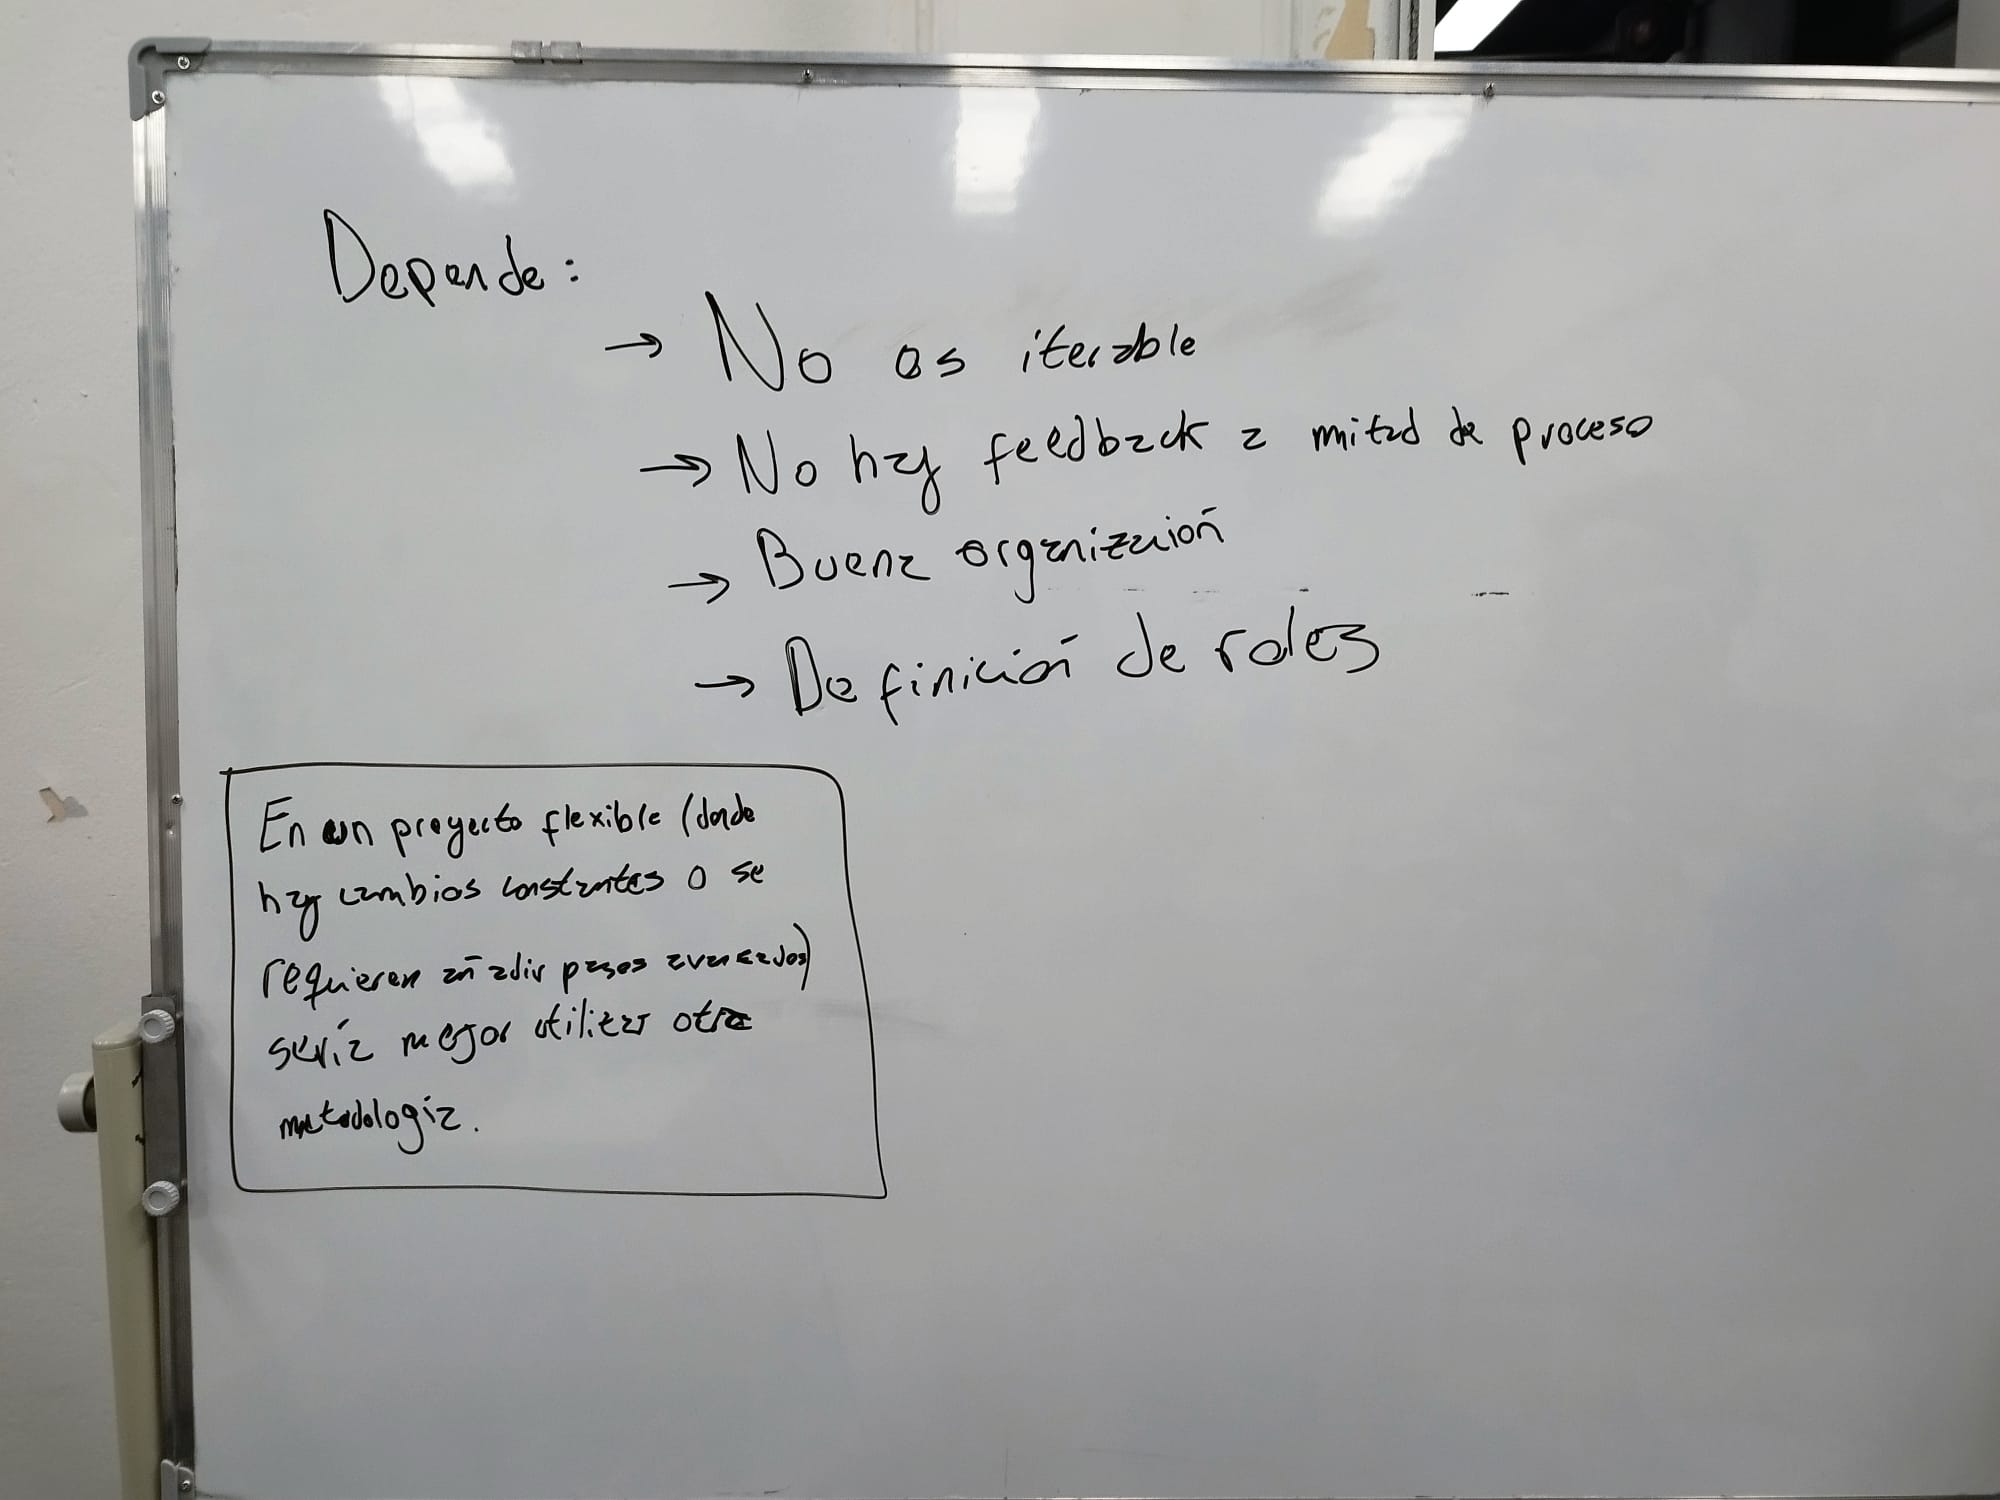 Depende:
→ No es iterable
→ No hay feedback a mitad de proceso
→ Buena organización
→ Definición de roles
En un proyecto flexible (donde
hay cambios constantes o se
requieren añadir pasos avanzados)
sería mejor utilizar otra
metodología.